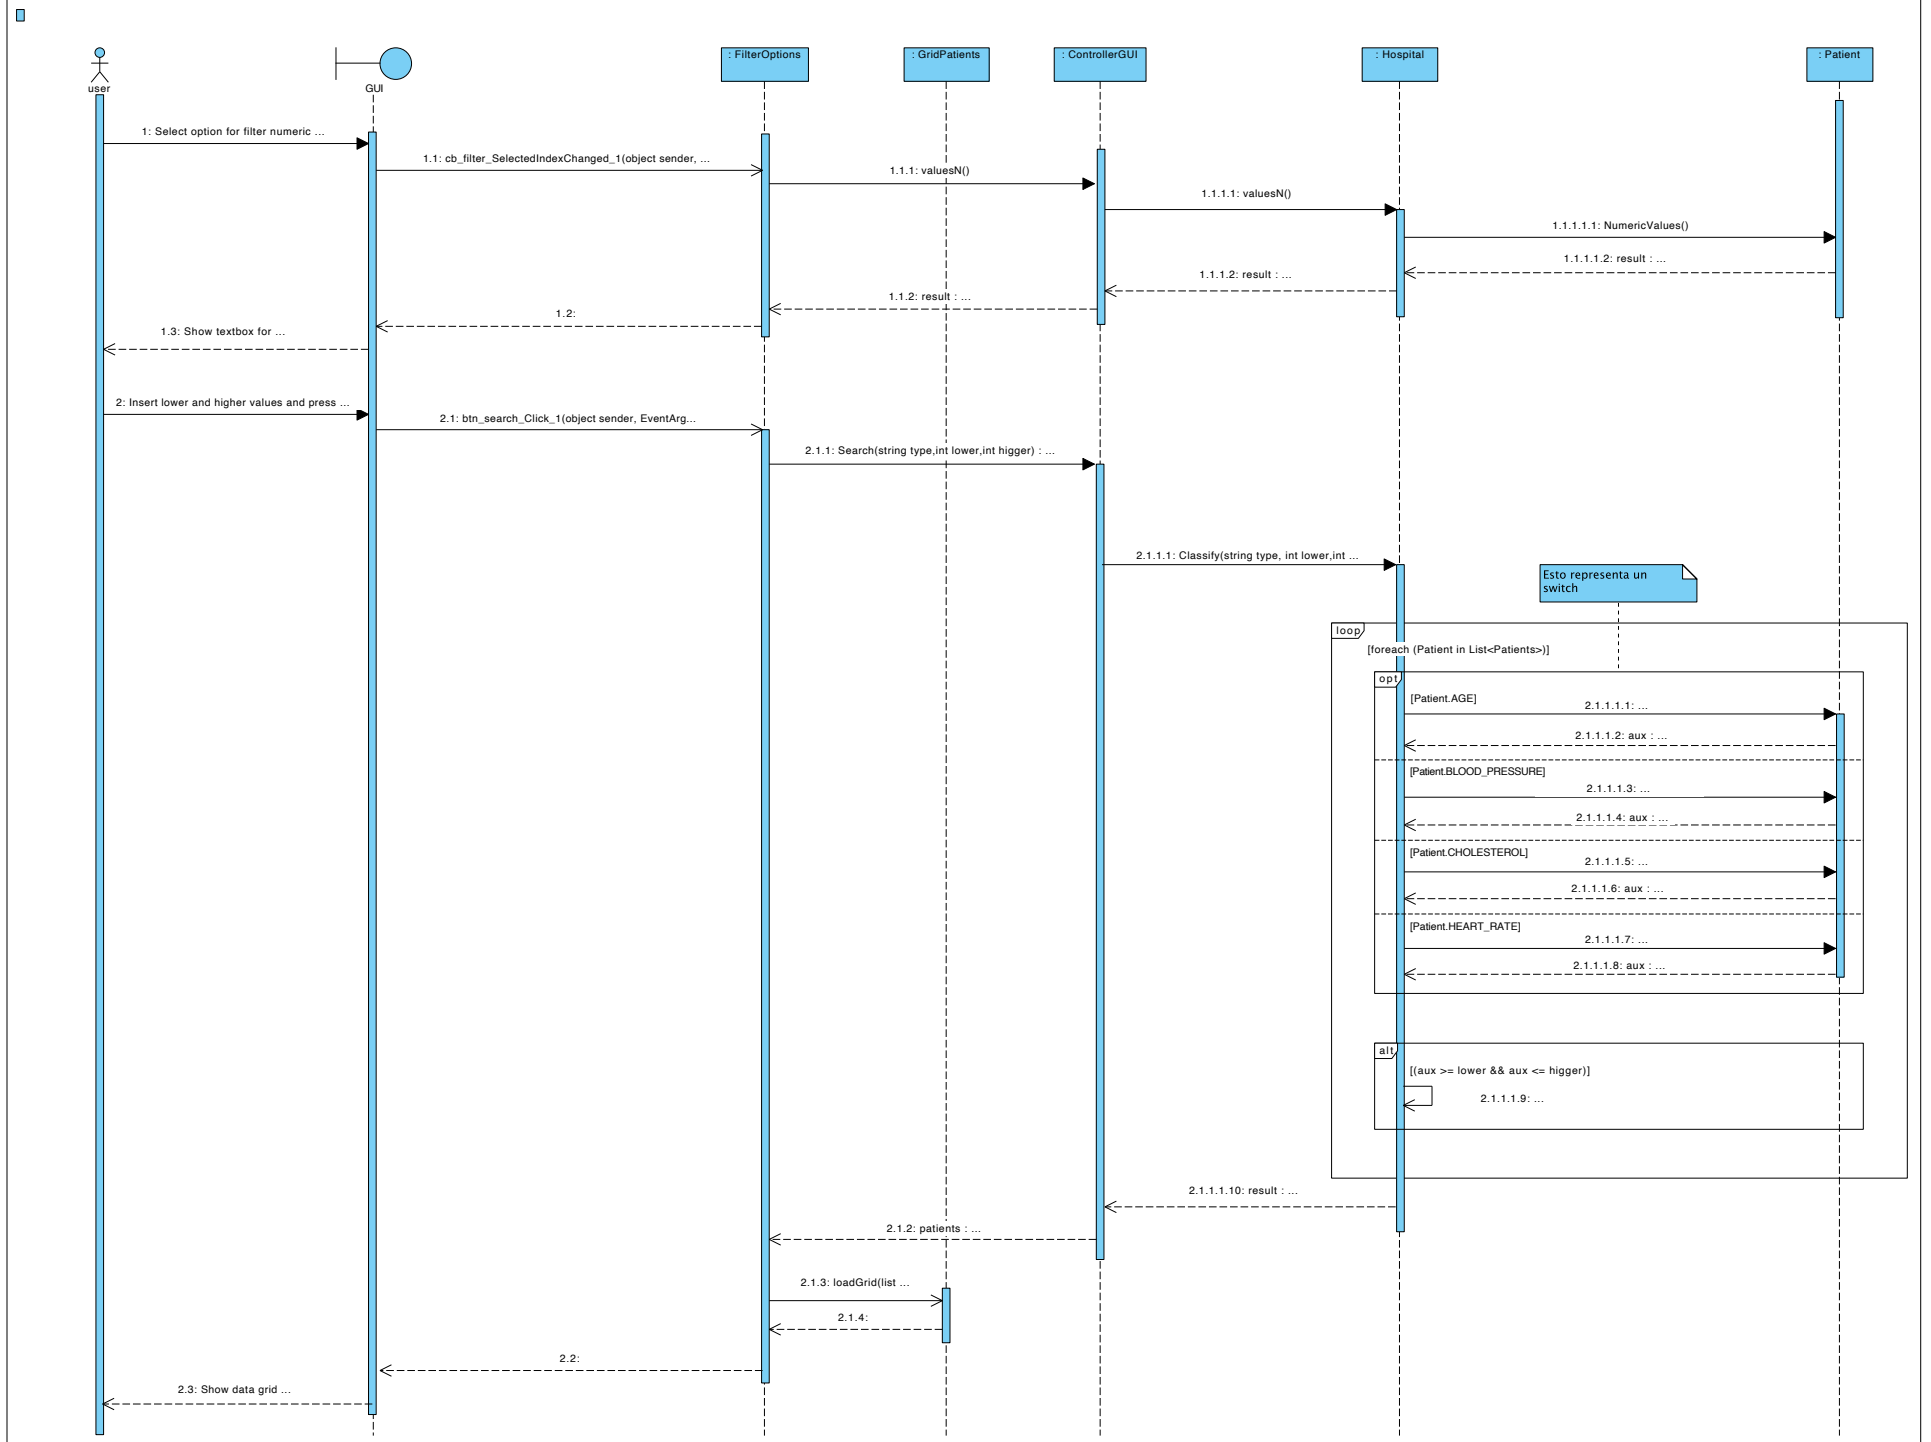 : FilterOptions
: GridPatients
: ControllerGUI
: Hospital
: Patient
user
GUI
1: Select option for filter numeric ...
1.1: cb_filter_SelectedIndexChanged_1(object sender, ...
1.1.1: valuesN()
1.1.1.1: valuesN()
1.1.1.1.1: NumericValues()
1.1.1.1.2: result : ...
1.1.1.2: result : ...
1.1.2: result : ...
1.2:
1.3: Show textbox for ...
2: Insert lower and higher values and press ...
2.1: btn_search_Click_1(object sender, EventArg...
2.1.1: Search(string type,int lower,int higger) : ...
2.1.1.1: Classify(string type, int lower,int ...
Esto representa un
switch
loop
[foreach (Patient in List<Patients>)]
opt
[Patient.AGE]
2.1.1.1.1: ...
2.1.1.1.2: aux : ...
[Patient.BLOOD_PRESSURE]
2.1.1.1.3: ...
2.1.1.1.4: aux : ...
[Patient.CHOLESTEROL]
2.1.1.1.5: ...
2.1.1.1.6: aux : ...
[Patient.HEART_RATE]
2.1.1.1.7: ...
2.1.1.1.8: aux : ...
alt
[(aux >= lower && aux <= higger)]
2.1.1.1.9: ...
2.1.1.1.10: result : ...
2.1.2: patients : ...
2.1.3: loadGrid(list ...
2.1.4:
2.2:
2.3: Show data grid ...